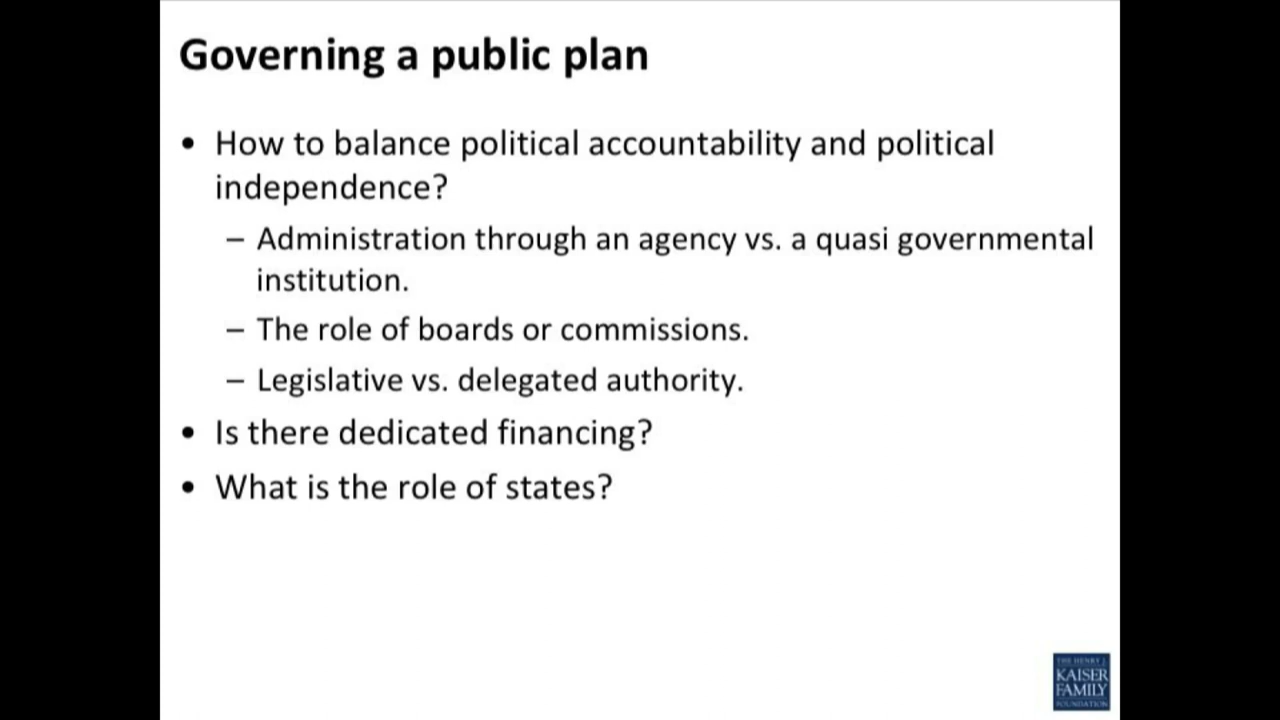 Governing a public plan
• How to balance political accountability and political
independence?
– Administration through an agency vs. a quasi governmental
institution.
– The role of boards or commissions.
– Legislative vs. delegated authority.
• Is there dedicated financing?
• What is the role of states?
THE HENRY J.
KAISER
FAMILY
FOUNDATION